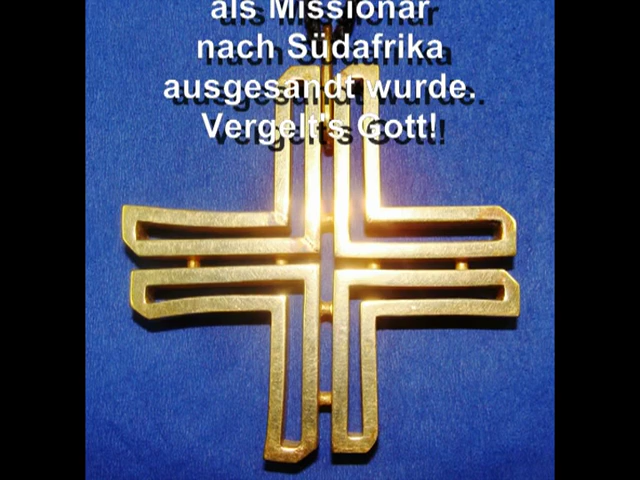 als Missionar
nach Südafrika
ausgesandt wurde.
Vergelt's Gott!